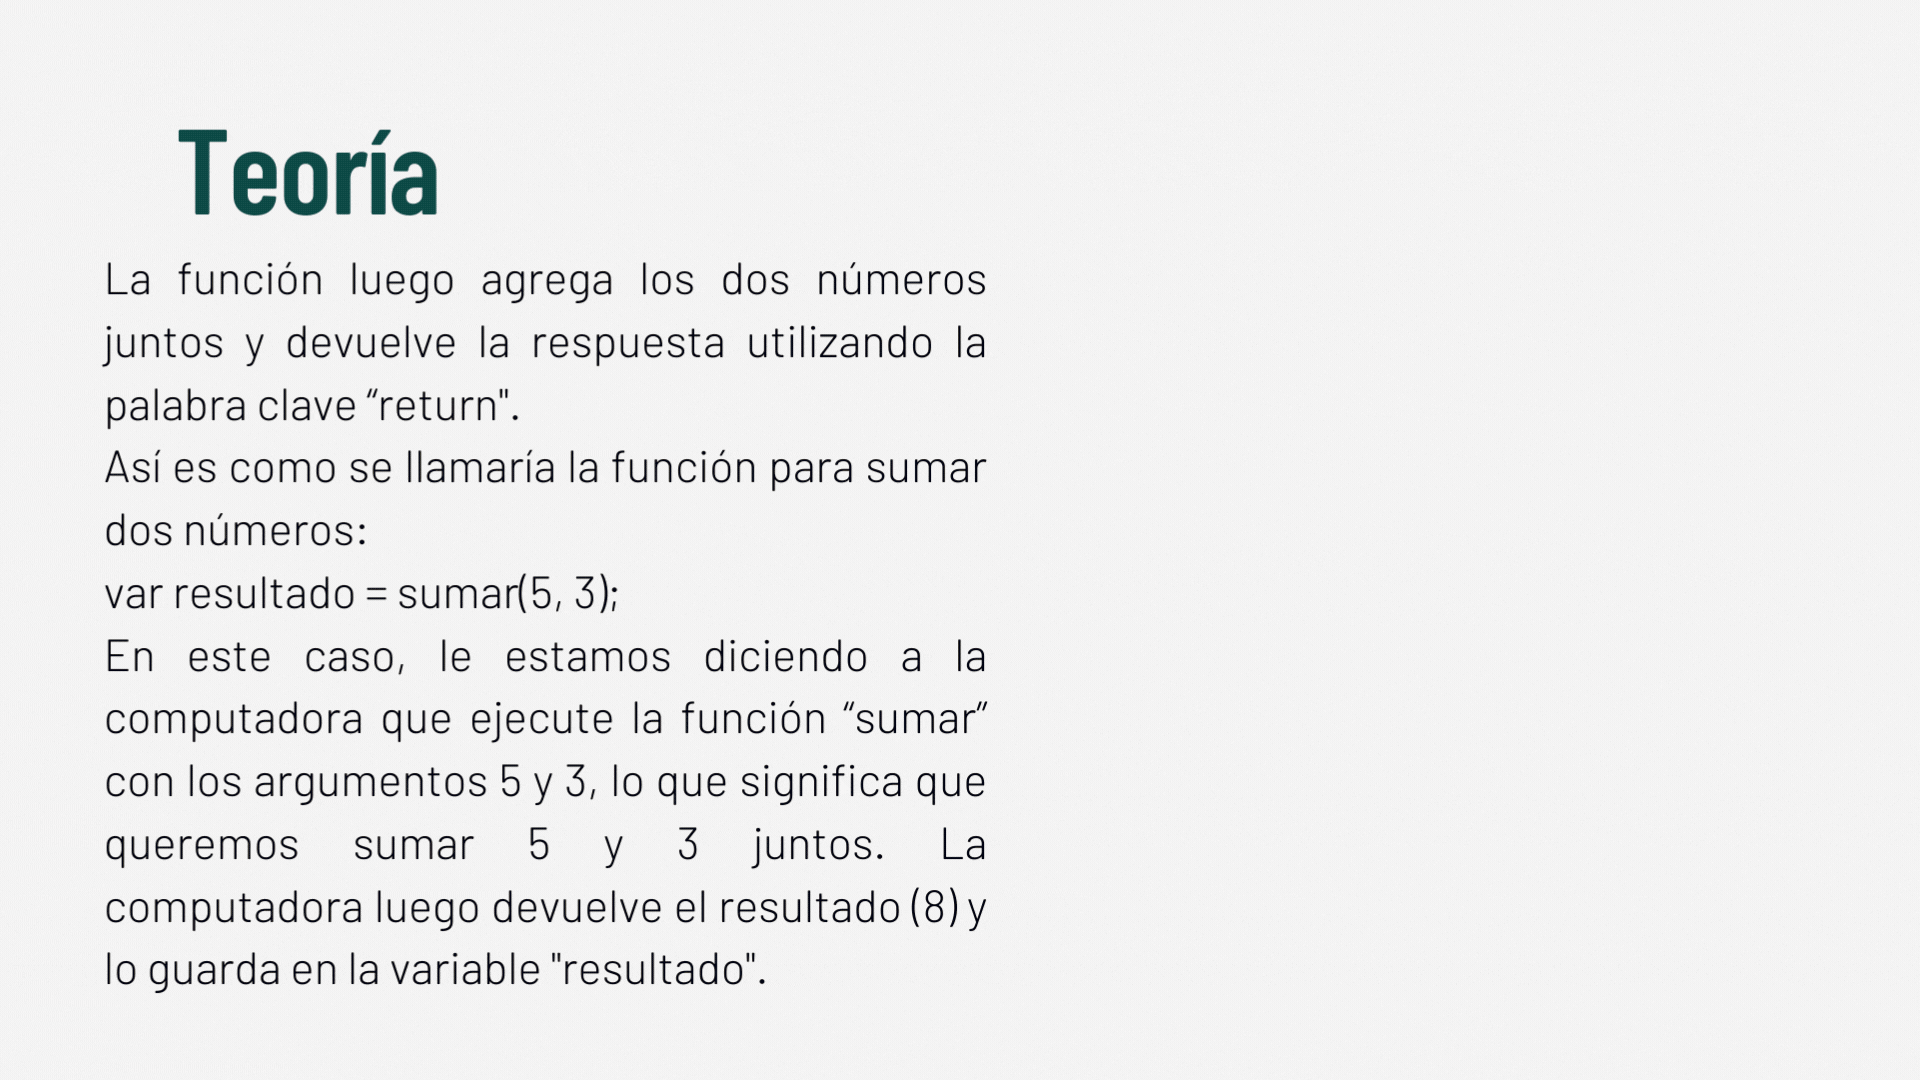 Teoría
La función luego agrega los dos números
juntos y devuelve la respuesta utilizando la
palabra clave “return".
Así es como se llamaría la función para sumar
dos números:
var resultado = sumar(5, 3);
En este caso, le estamos diciendo a la
computadora que ejecute la función “sumar”
con los argumentos 5 y 3, lo que significa que
queremos sumar 5 y 3 juntos. La
computadora luego devuelve el resultado (8) y
lo guarda en la variable "resultado".